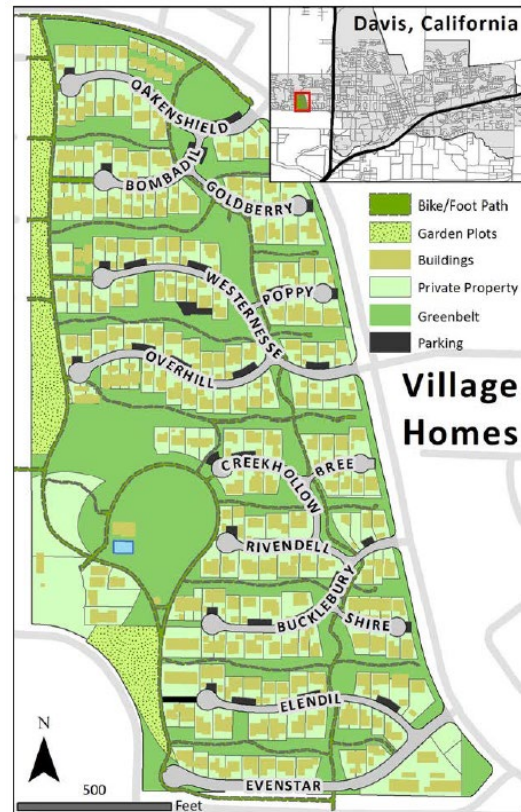 Davis, California
OAKENSHIELD
BOMBADIL
GOLDBERRY
WESTERNESSE
POPPY
OVERHILL
Bike/Foot Path
Garden Plots
Buildings
Private Property
Greenbelt
Parking
Village
Homes
CREEKHOLLOW
BREE
RIVENDELL
BUCKLEBURY
SHIRE
ELENDIL
EVENSTAR
N
500
Feet